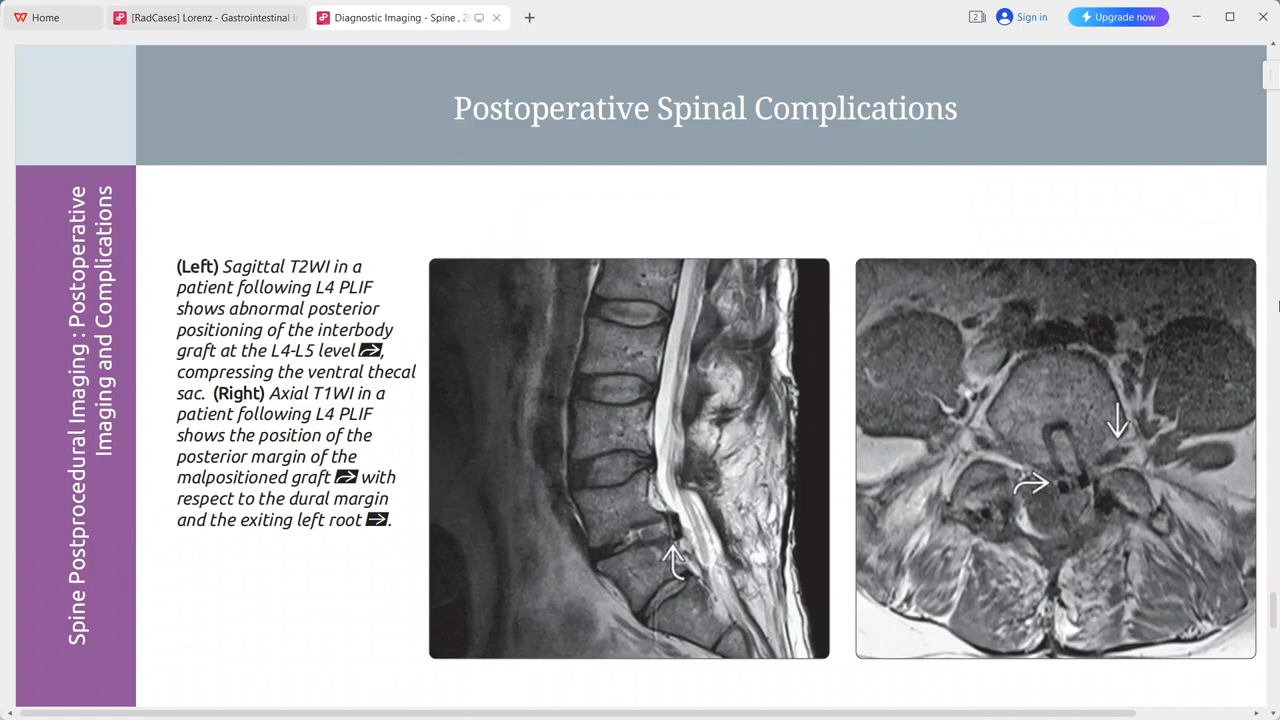 Home
[RadCases] Lorenz - Gastrointestinal
Diagnostic Imaging - Spine , 2
2
Sign in
Upgrade now
Postoperative Spinal Complications
Spine Postprocedural Imaging : Postoperative
Imaging and Complications
(Left) Sagittal T2WI in a
patient following L4 PLIF
shows abnormal posterior
positioning of the interbody
graft at the L4-L5 level ,
compressing the ventral thecal
sac. (Right) Axial T1WI in a
patient following L4 PLIF
shows the position of the
posterior margin of the
malpositioned graft with
respect to the dural margin
and the exiting left root .